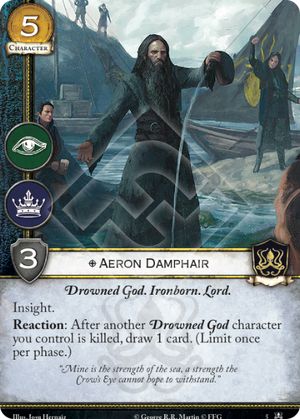 5
CHARACTER
3
AERON DAMPHAIR
Drowned God. Ironborn. Lord.
Insight.
Reaction: After another Drowned God character
you control is killed, draw 1 card. (Limit once
per phase.)
"Mine is the strength of the sea, a strength the
Crow's Eye cannot hope to withstand."
Illus. Joss Hernair
© George R.R. Martin © FFG